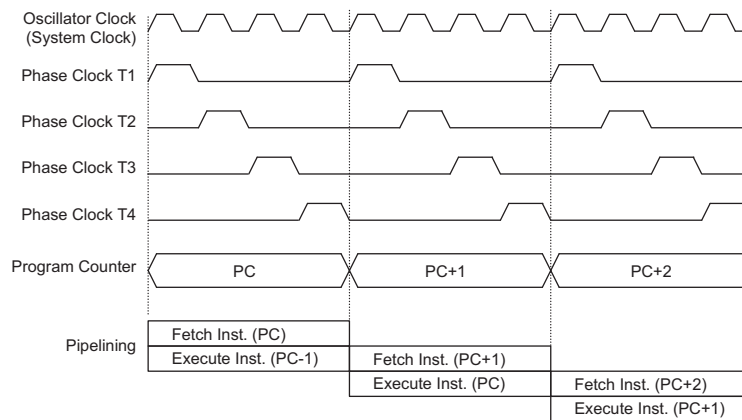 Oscillator Clock
(System Clock)
Phase Clock T1
Phase Clock T2
Phase Clock T3
Phase Clock T4
Program Counter
PC
PC+1
PC+2
Pipelining
Fetch Inst. (PC)
Execute Inst. (PC-1)
Fetch Inst. (PC+1)
Execute Inst. (PC)
Fetch Inst. (PC+2)
Execute Inst. (PC+1)